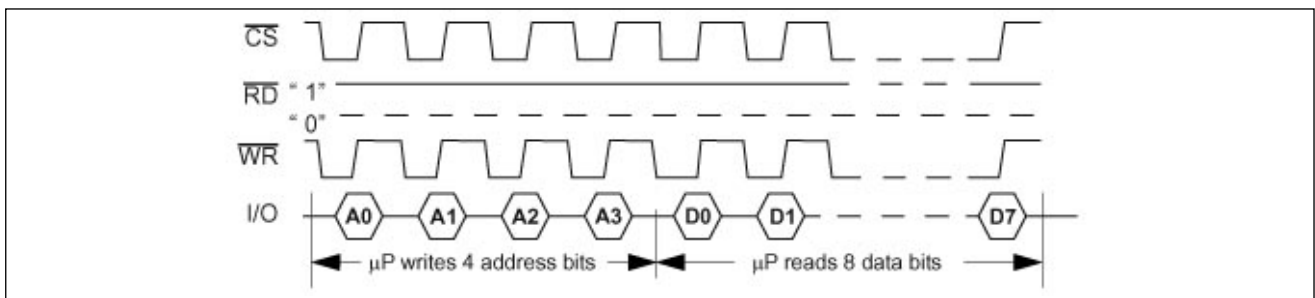 CS
RD “ 1”
“ 0”
WR
I/O A0 A1 A2 A3 D0 D1 D7
µP writes 4 address bits µP reads 8 data bits